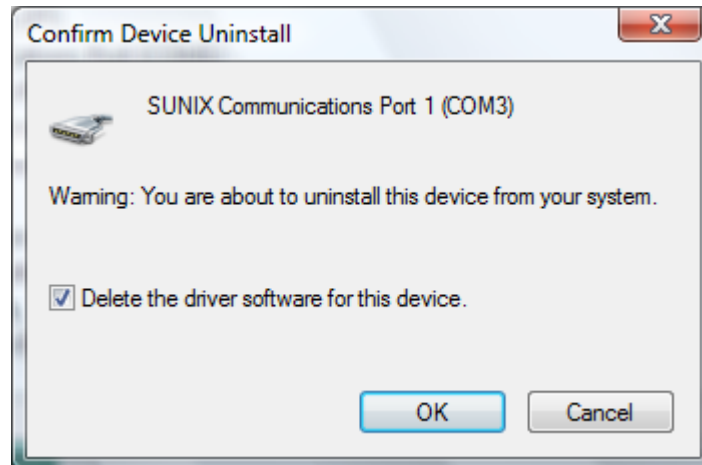 Confirm Device Uninstall
SUNIX Communications Port 1 (COM3)
Warning: You are about to uninstall this device from your system.
Delete the driver software for this device.
OK
Cancel